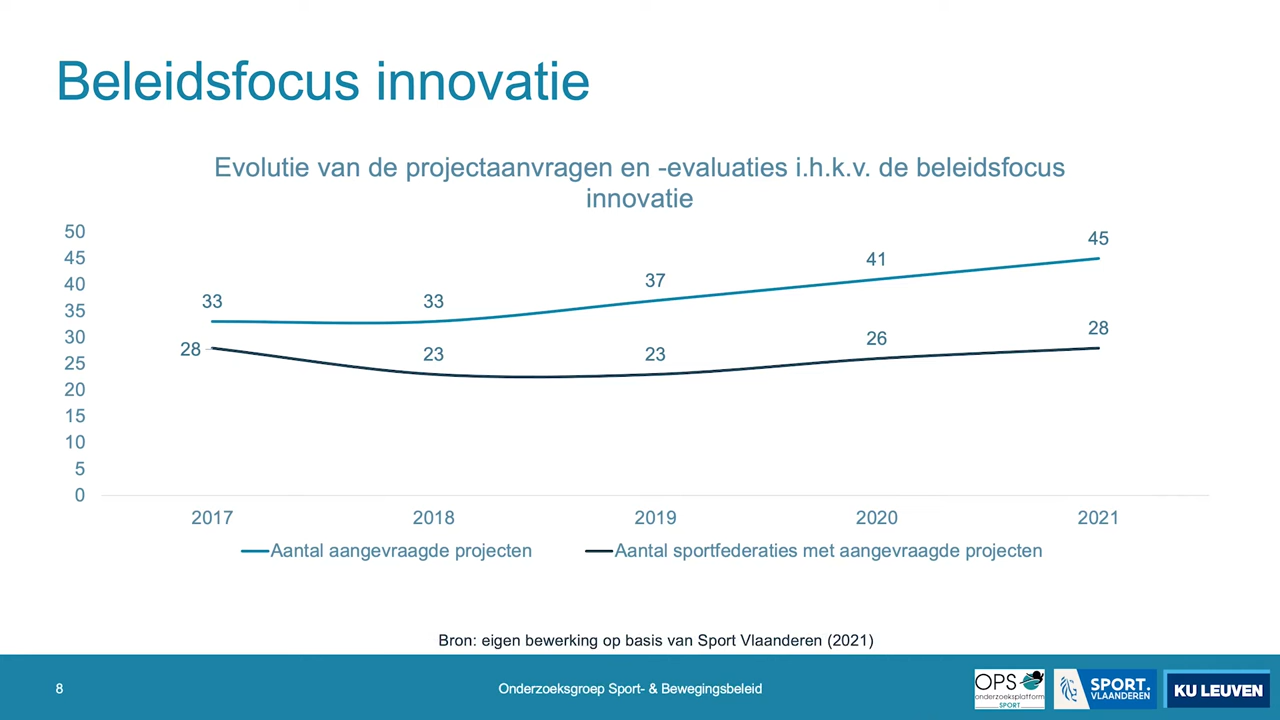 Beleidsfocus innovatie
Evolutie van de projectaanvragen en -evaluaties i.h.k.v. de beleidsfocus
innovatie
50
45
40
35
30
25
20
15
10
5
0
33
33
37
41
45
28
23
23
26
28
2017
2018
2019
2020
2021
Aantal aangevraagde projecten
Aantal sportfederaties met aangevraagde projecten
Bron: eigen bewerking op basis van Sport Vlaanderen (2021)
8
Onderzoeksgroep Sport- & Bewegingsbeleid
OPS
onderzoeksplatform
SPORT
SPORT.
VLAANDEREN
KU LEUVEN